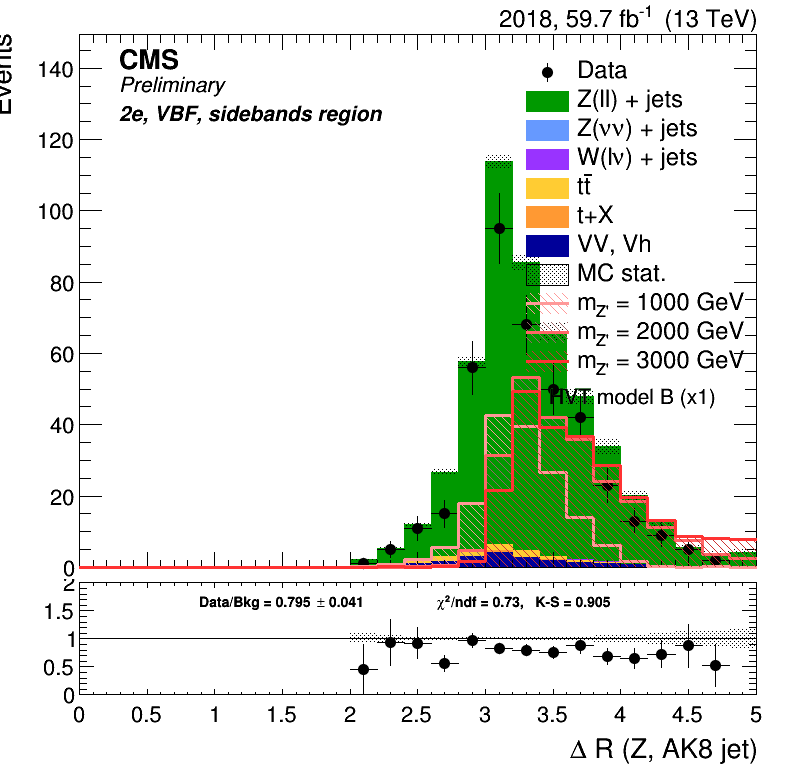 2018, 59.7 fb⁻¹ (13 TeV)
Events
CMS
Preliminary
2e, VBF, sidebands region
Data
Z(ll) + jets
Z(νν) + jets
W(lν) + jets
tt̄
t+X
VV, Vh
MC stat.
m_Z' = 1000 GeV
m_Z' = 2000 GeV
m_Z' = 3000 GeV
HVT model B (x1)
140
120
100
80
60
40
20
0
Data/Bkg = 0.795 ± 0.041 χ²/ndf = 0.73, K-S = 0.905
2
1.5
1
0.5
0
0 0.5 1 1.5 2 2.5 3 3.5 4 4.5 5
Δ R (Z, AK8 jet)